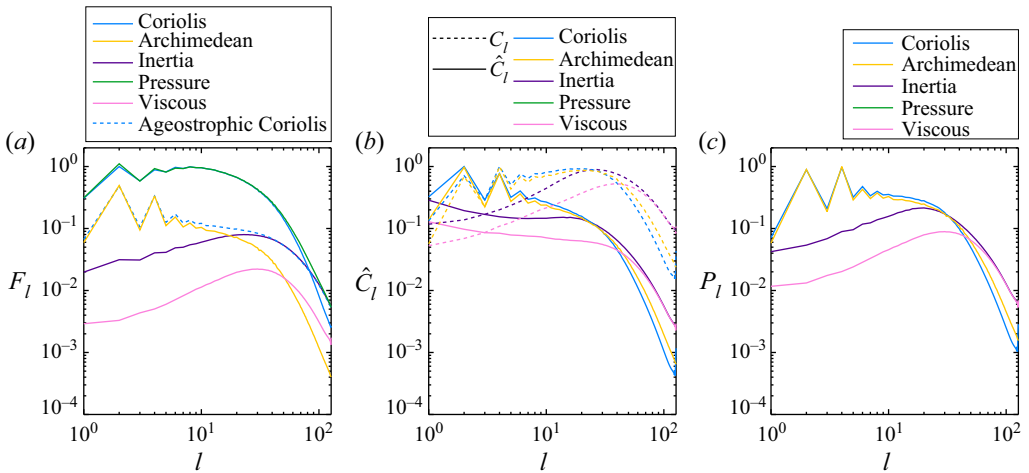 Coriolis
Archimedean
Inertia
Pressure
Viscous
Ageostrophic Coriolis
C_l
Ĉ_l
Coriolis
Archimedean
Inertia
Pressure
Viscous
Coriolis
Archimedean
Inertia
Pressure
Viscous
(a)
10^0
10^−1
F_l
10^−2
10^−3
10^−4
10^0
10^1
10^2
l
(b)
10^0
10^−1
Ĉ_l
10^−2
10^−3
10^−4
10^0
10^1
10^2
l
(c)
10^0
10^−1
P_l
10^−2
10^−3
10^−4
10^0
10^1
10^2
l